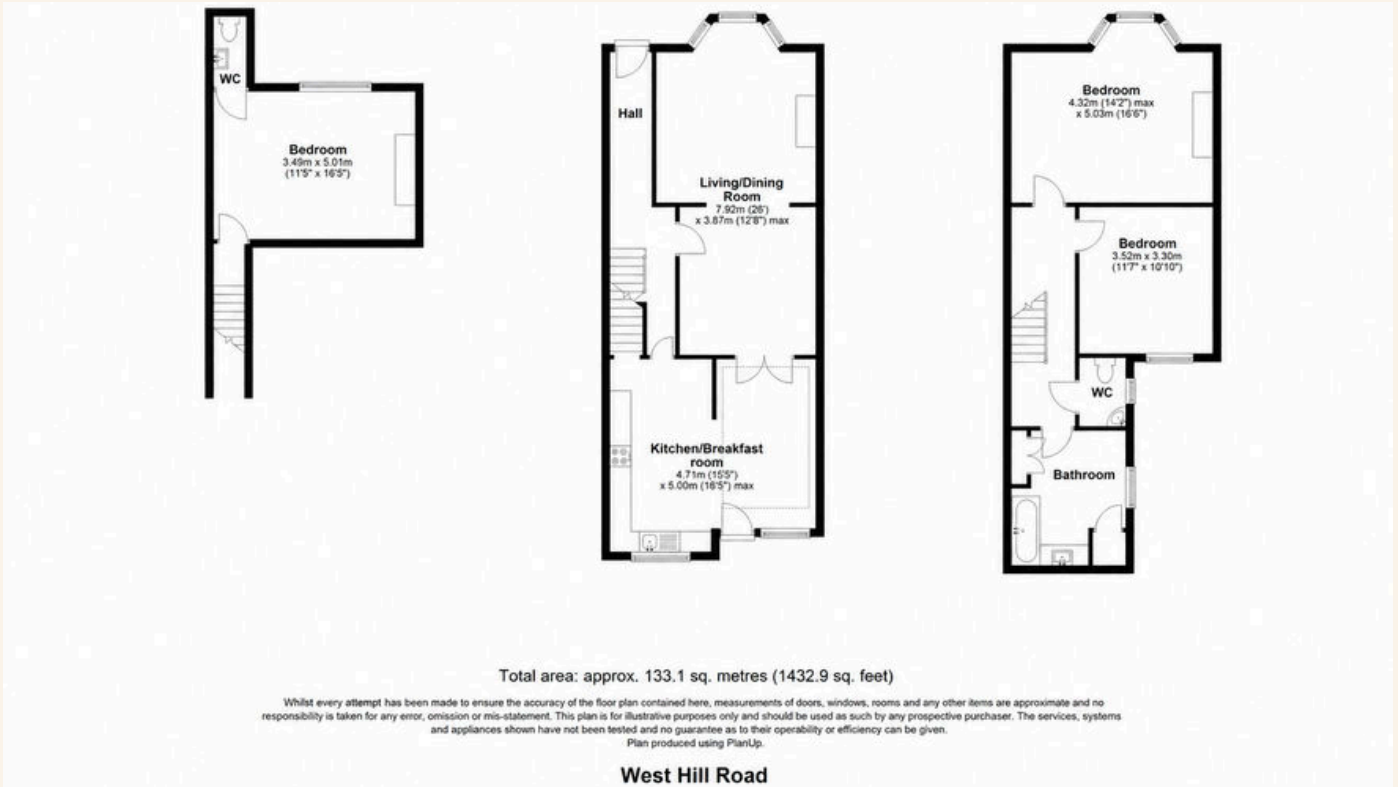 WC
Bedroom
3.49m x 5.01m
(11'5" x 16'5")
Hall
Living/Dining
Room
7.92m (26')
x 3.87m (12'8") max
Kitchen/Breakfast
room
4.71m (15'5")
x 5.00m (16'5") max
Bedroom
4.32m (14'2") max
x 5.03m (16'6")
Bedroom
3.52m x 3.30m
(11'7" x 10'10")
WC
Bathroom
Total area: approx. 133.1 sq. metres (1432.9 sq. feet)
Whilst every attempt has been made to ensure the accuracy of the floor plan contained here, measurements of doors, windows, rooms and any other items are approximate and no
responsibility is taken for any error, omission or mis-statement. This plan is for illustrative purposes only and should be used as such by any prospective purchaser. The services, systems
and appliances shown have not been tested and no guarantee as to their operability or efficiency can be given.
Plan produced using PlanUp.
West Hill Road